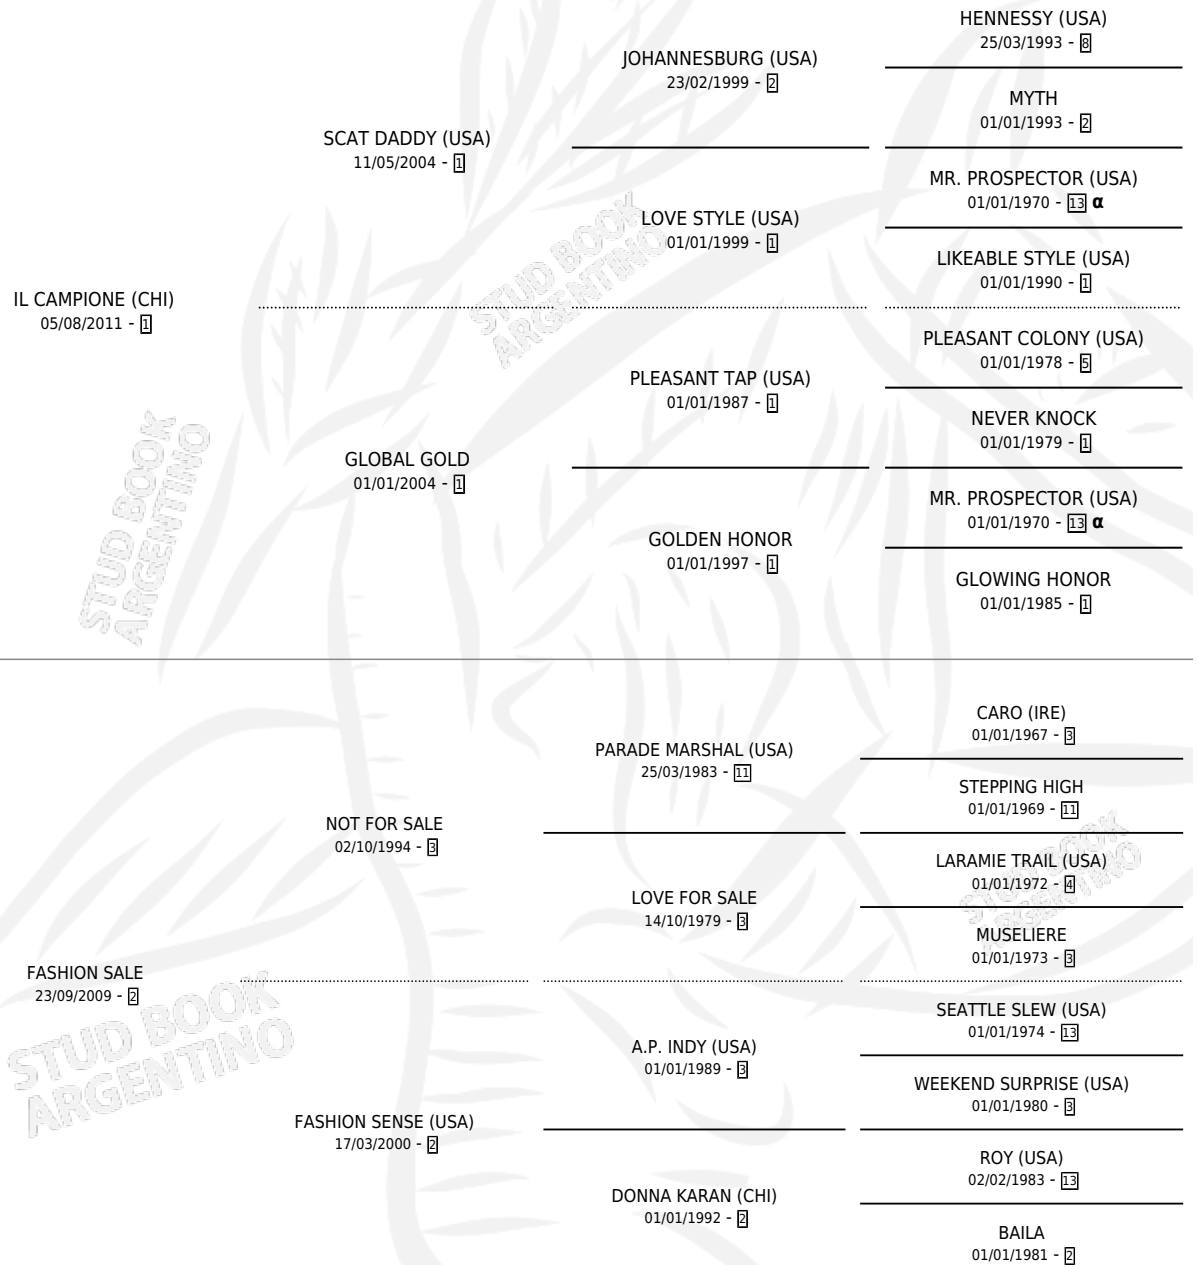 HENNESSY (USA)
25/03/1993 - 8
JOHANNESBURG (USA)
23/02/1999 - 2
MYTH
01/01/1993 - 2
SCAT DADDY (USA)
11/05/2004 - 1
MR. PROSPECTOR (USA)
01/01/1970 - 13 α
LOVE STYLE (USA)
01/01/1999 - 1
LIKEABLE STYLE (USA)
01/01/1990 - 1
IL CAMPIONE (CHI)
05/08/2011 - 1
PLEASANT COLONY (USA)
01/01/1978 - 5
PLEASANT TAP (USA)
01/01/1987 - 1
NEVER KNOCK
01/01/1979 - 1
GLOBAL GOLD
01/01/2004 - 1
MR. PROSPECTOR (USA)
01/01/1970 - 13 α
GOLDEN HONOR
01/01/1997 - 1
GLOWING HONOR
01/01/1985 - 1
CARO (IRE)
01/01/1967 - 3
PARADE MARSHAL (USA)
25/03/1983 - 11
STEPPING HIGH
01/01/1969 - 11
NOT FOR SALE
02/10/1994 - 3
LARAMIE TRAIL (USA)
01/01/1972 - 4
LOVE FOR SALE
14/10/1979 - 3
MUSELIERE
01/01/1973 - 3
FASHION SALE
23/09/2009 - 2
SEATTLE SLEW (USA)
01/01/1974 - 13
A.P. INDY (USA)
01/01/1989 - 3
WEEKEND SURPRISE (USA)
01/01/1980 - 3
FASHION SENSE (USA)
17/03/2000 - 2
ROY (USA)
02/02/1983 - 13
DONNA KARAN (CHI)
01/01/1992 - 2
BAILA
01/01/1981 - 2
STUD BOOK
ARGENTINO
STUD BOOK
ARGENTINO
STUD BOOK
ARGENTINO
STUD BOOK
ARGENTINO